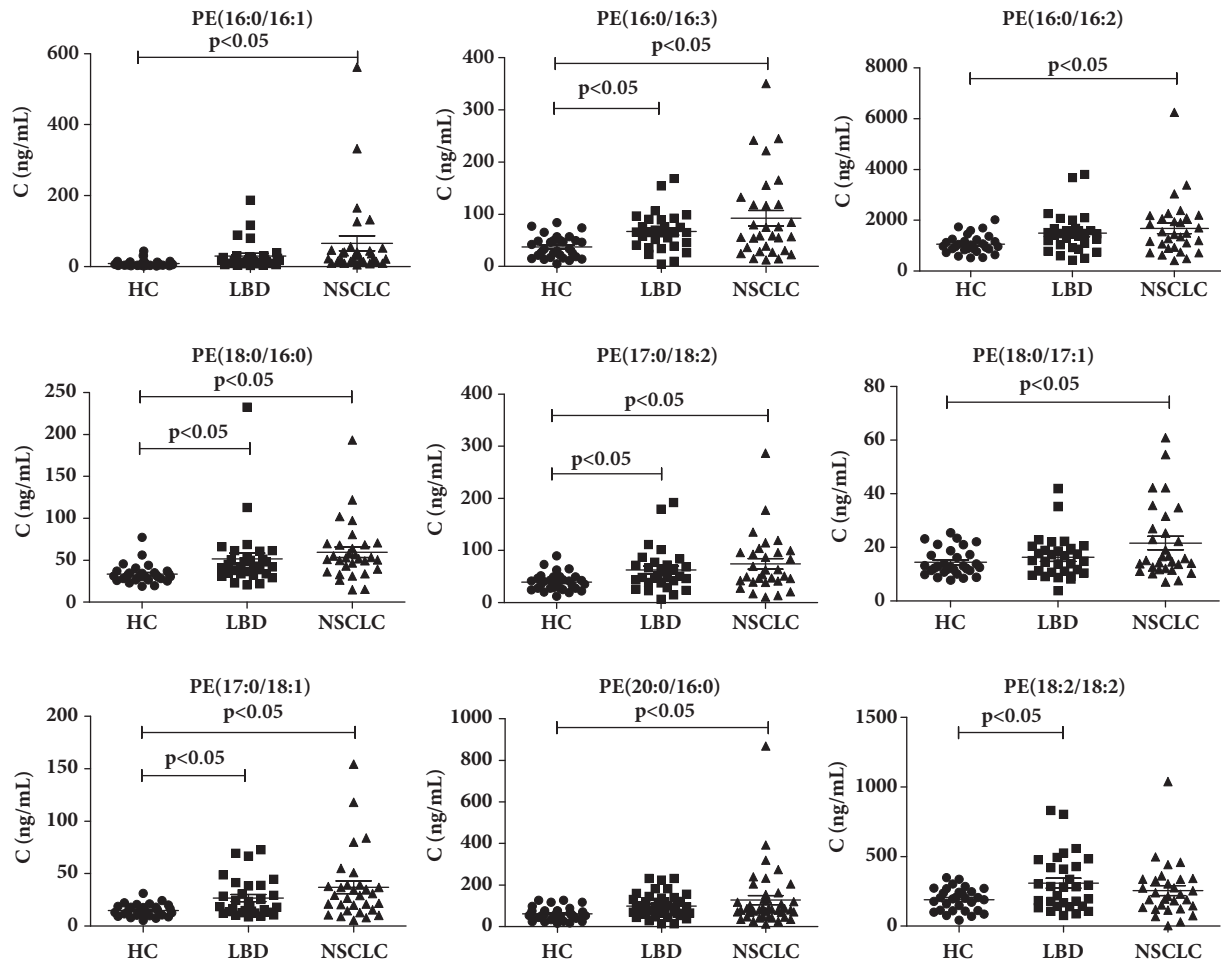 PE(16:0/16:1)
p<0.05
600
400
200
0
C (ng/mL)
HC LBD NSCLC
PE(16:0/16:3)
p<0.05
p<0.05
400
300
200
100
0
C (ng/mL)
HC LBD NSCLC
PE(16:0/16:2)
p<0.05
8000
6000
4000
2000
0
C (ng/mL)
HC LBD NSCLC
PE(18:0/16:0)
p<0.05
p<0.05
250
200
150
100
50
0
C (ng/mL)
HC LBD NSCLC
PE(17:0/18:2)
p<0.05
p<0.05
400
300
200
100
0
C (ng/mL)
HC LBD NSCLC
PE(18:0/17:1)
p<0.05
80
60
40
20
0
C (ng/mL)
HC LBD NSCLC
PE(17:0/18:1)
p<0.05
p<0.05
200
150
100
50
0
C (ng/mL)
HC LBD NSCLC
PE(20:0/16:0)
p<0.05
1000
800
600
400
200
0
C (ng/mL)
HC LBD NSCLC
PE(18:2/18:2)
p<0.05
1500
1000
500
0
C (ng/mL)
HC LBD NSCLC